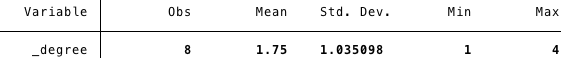 Variable Obs Mean Std. Dev. Min Max
_degree 8 1.75 1.035098 1 4